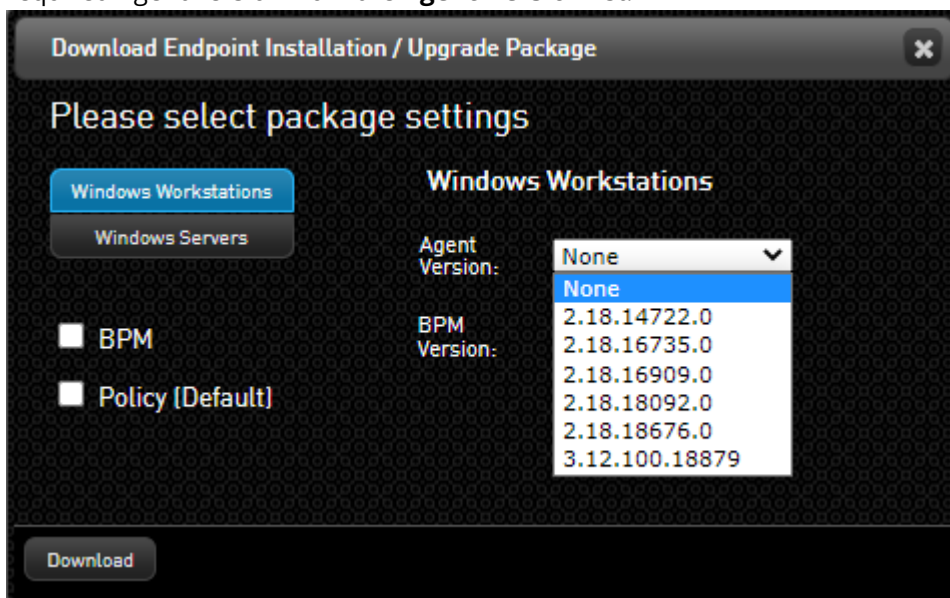 Download Endpoint Installation / Upgrade Package
Please select package settings
Windows Workstations
Windows Servers
BPM
Policy (Default)
Windows Workstations
Agent
Version:
None
None
2.18.14722.0
2.18.16735.0
2.18.16909.0
2.18.18092.0
2.18.18676.0
3.12.100.18879
BPM
Version:
Download